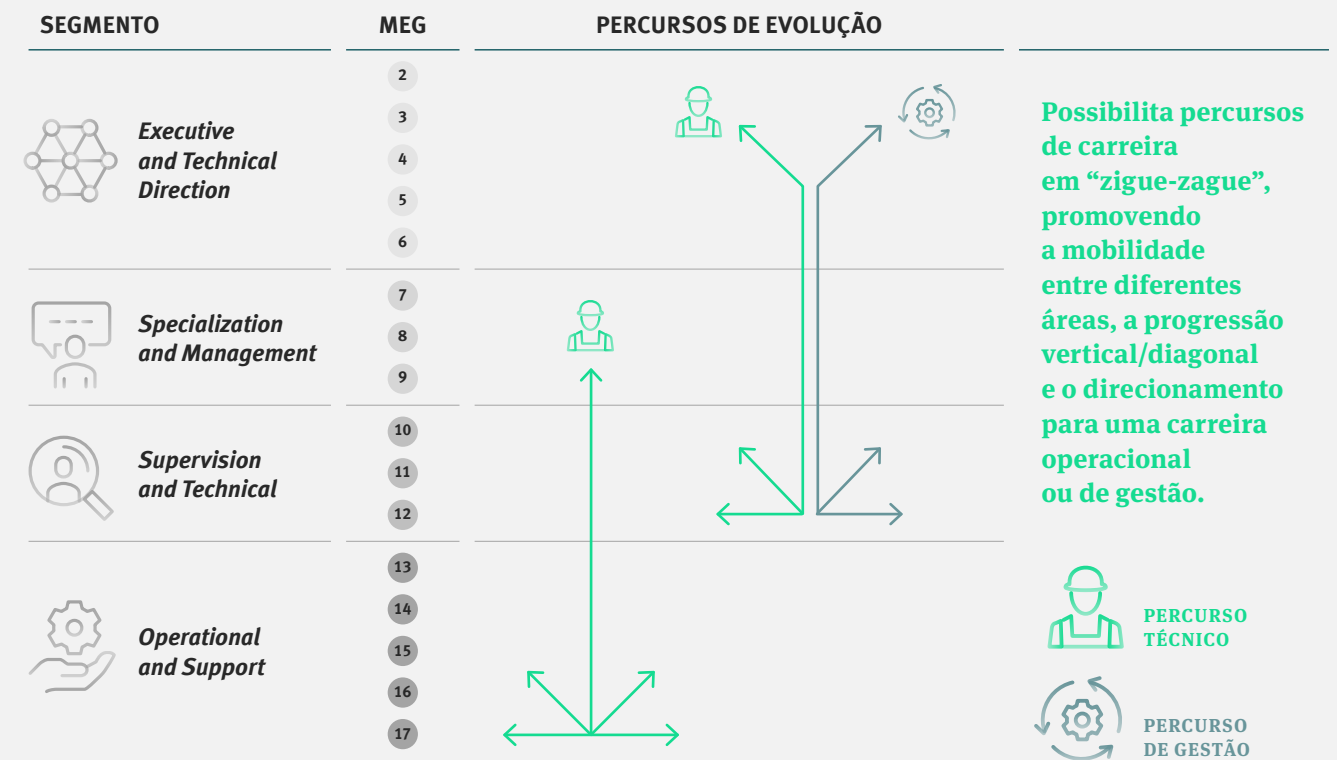 SEGMENTO
MEG
PERCURSOS DE EVOLUÇÃO
Executive
and Technical
Direction
2
3
4
5
6
Specialization
and Management
7
8
9
Supervision
and Technical
10
11
12
Operational
and Support
13
14
15
16
17
Possibilita percursos
de carreira
em “zigue-zague”,
promovendo
a mobilidade
entre diferentes
áreas, a progressão
vertical/diagonal
e o direcionamento
para uma carreira
operacional
ou de gestão.
PERCURSO
TÉCNICO
PERCURSO
DE GESTÃO